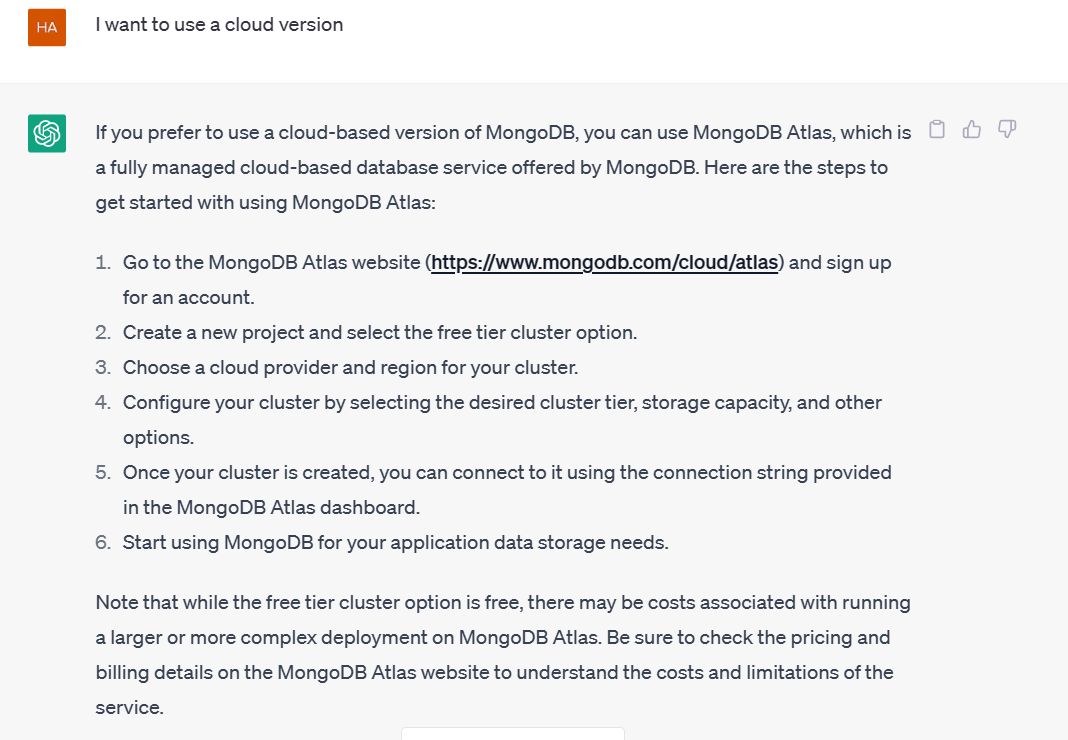 HA
I want to use a cloud version
If you prefer to use a cloud-based version of MongoDB, you can use MongoDB Atlas, which is
a fully managed cloud-based database service offered by MongoDB. Here are the steps to
get started with using MongoDB Atlas:
1. Go to the MongoDB Atlas website (https://www.mongodb.com/cloud/atlas) and sign up
for an account.
2. Create a new project and select the free tier cluster option.
3. Choose a cloud provider and region for your cluster.
4. Configure your cluster by selecting the desired cluster tier, storage capacity, and other
options.
5. Once your cluster is created, you can connect to it using the connection string provided
in the MongoDB Atlas dashboard.
6. Start using MongoDB for your application data storage needs.
Note that while the free tier cluster option is free, there may be costs associated with running
a larger or more complex deployment on MongoDB Atlas. Be sure to check the pricing and
billing details on the MongoDB Atlas website to understand the costs and limitations of the
service.